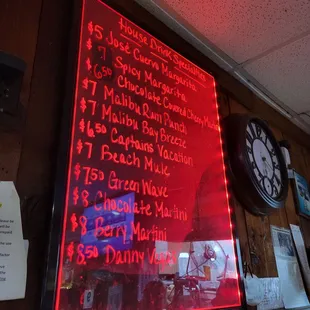 House Drink Specialties
$5 José Cuervo Margarita
$7 Spicy Margarita
$6.50 Chocolate Covered Cherry
$7 Malibu Rum Punch
$7 Malibu Bay Breeze
$6.50 Captains Vacation
$7 Beach Mule
$7.50 Green Wave
$8 Chocolate Martini
$8 Berry Martini
$8.50 Danny